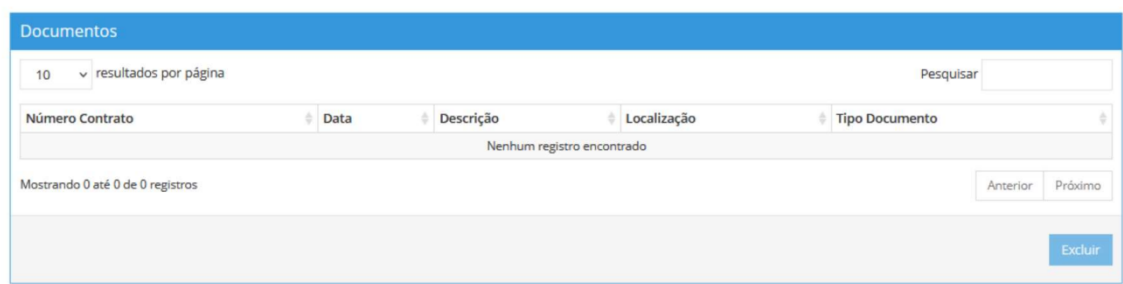 Documentos
10 resultados por página Pesquisar
Número Contrato Data Descrição Localização Tipo Documento
Nenhum registro encontrado
Mostrando 0 até 0 de 0 registros Anterior Próximo
Excluir